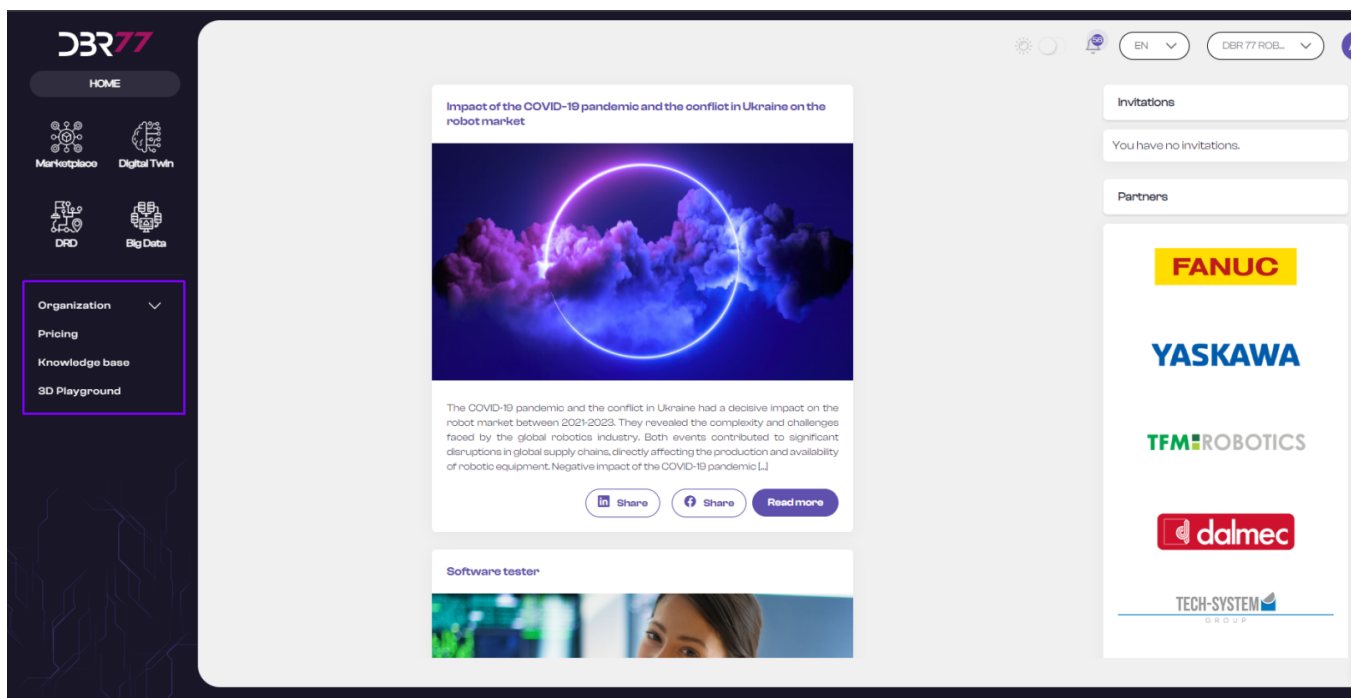 DBR77
HOME
Marketplace
Digital Twin
DRD
Big Data
Organization
Pricing
Knowledge base
3D Playground
56
EN
DBR 77 ROB...
Impact of the COVID-19 pandemic and the conflict in Ukraine on the
robot market
The COVID-19 pandemic and the conflict in Ukraine had a decisive impact on the
robot market between 2021-2023. They revealed the complexity and challenges
faced by the global robotics industry. Both events contributed to significant
disruptions in global supply chains, directly affecting the production and availability
of robotic equipment. Negative impact of the COVID-19 pandemic [...]
Share
Share
Read more
Software tester
Invitations
You have no invitations.
Partners
FANUC
YASKAWA
TFM ROBOTICS
dalmec
TECH-SYSTEM
GROUP